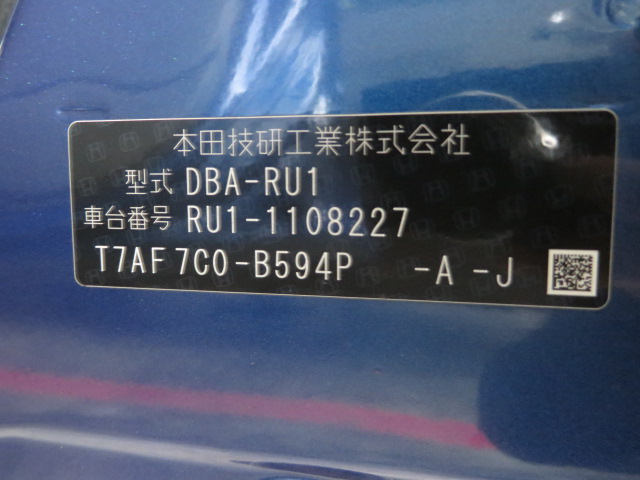 本田技研工業株式会社
型式 DBA-RU1
車台番号 RU1-1108227
T7AF7C0-B594P -A -J